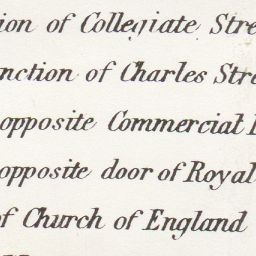 ion of Collegiate Stre
nction of Charles Stre
opposite Commercial
opposite door of Royal
of Church of England